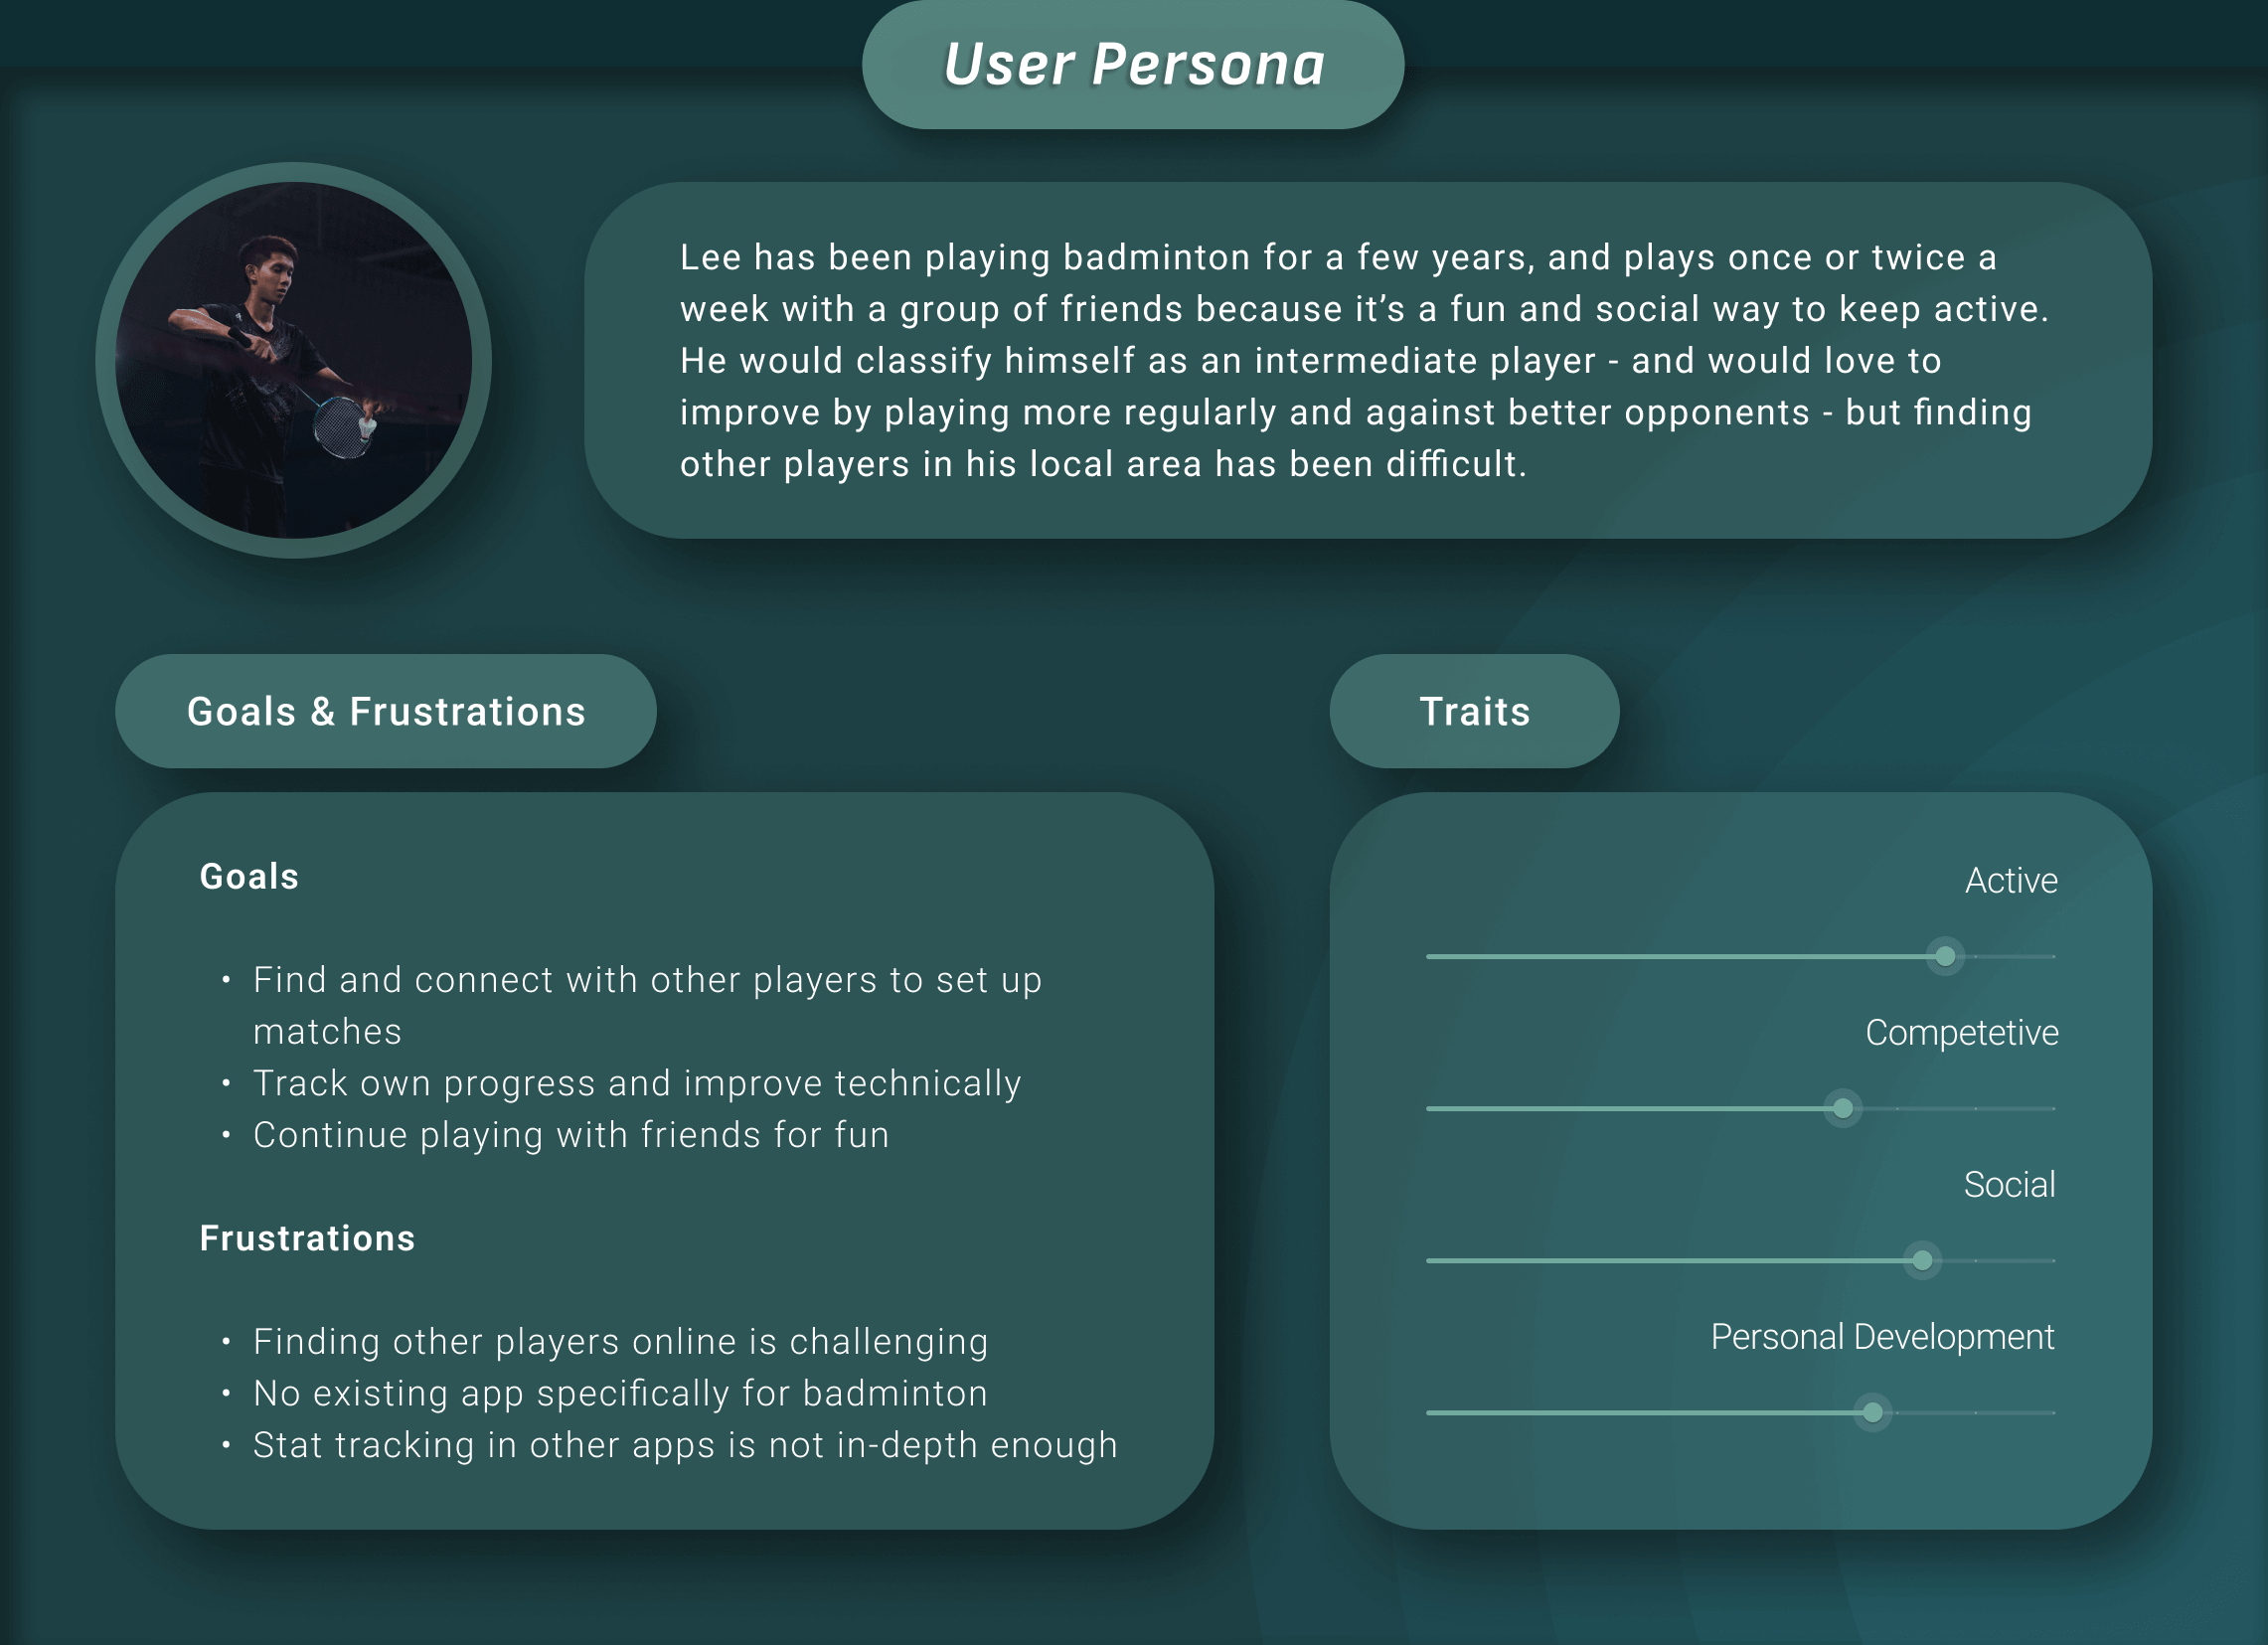 User Persona
Lee has been playing badminton for a few years, and plays once or twice a
week with a group of friends because it’s a fun and social way to keep active.
He would classify himself as an intermediate player - and would love to
improve by playing more regularly and against better opponents - but finding
other players in his local area has been difficult.
Goals & Frustrations
Goals
• Find and connect with other players to set up
matches
• Track own progress and improve technically
• Continue playing with friends for fun
Frustrations
• Finding other players online is challenging
• No existing app specifically for badminton
• Stat tracking in other apps is not in-depth enough
Traits
Active
Competetive
Social
Personal Development